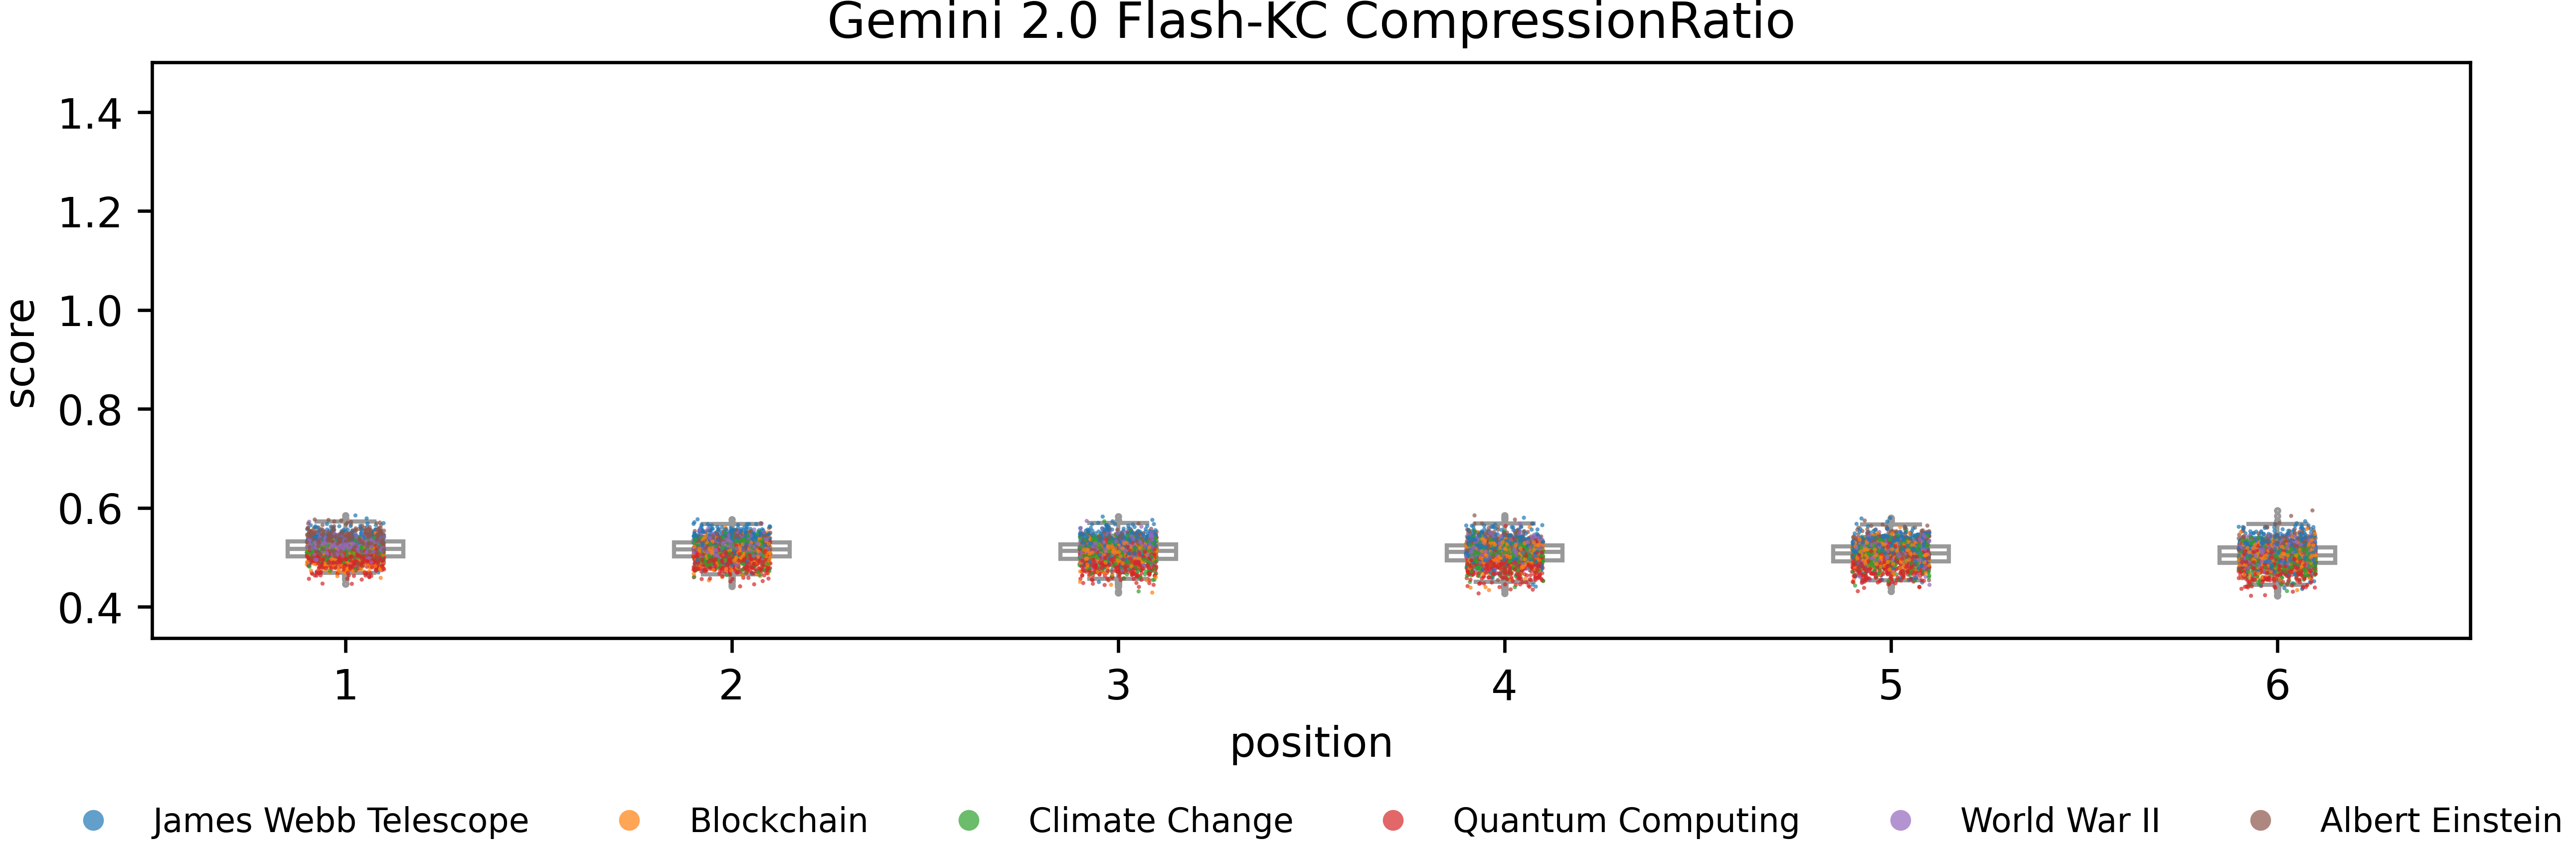 Gemini 2.0 Flash-KC CompressionRatio
score
1.4
1.2
1.0
0.8
0.6
0.4
1 2 3 4 5 6
position
James Webb Telescope Blockchain Climate Change Quantum Computing World War II Albert Einstein